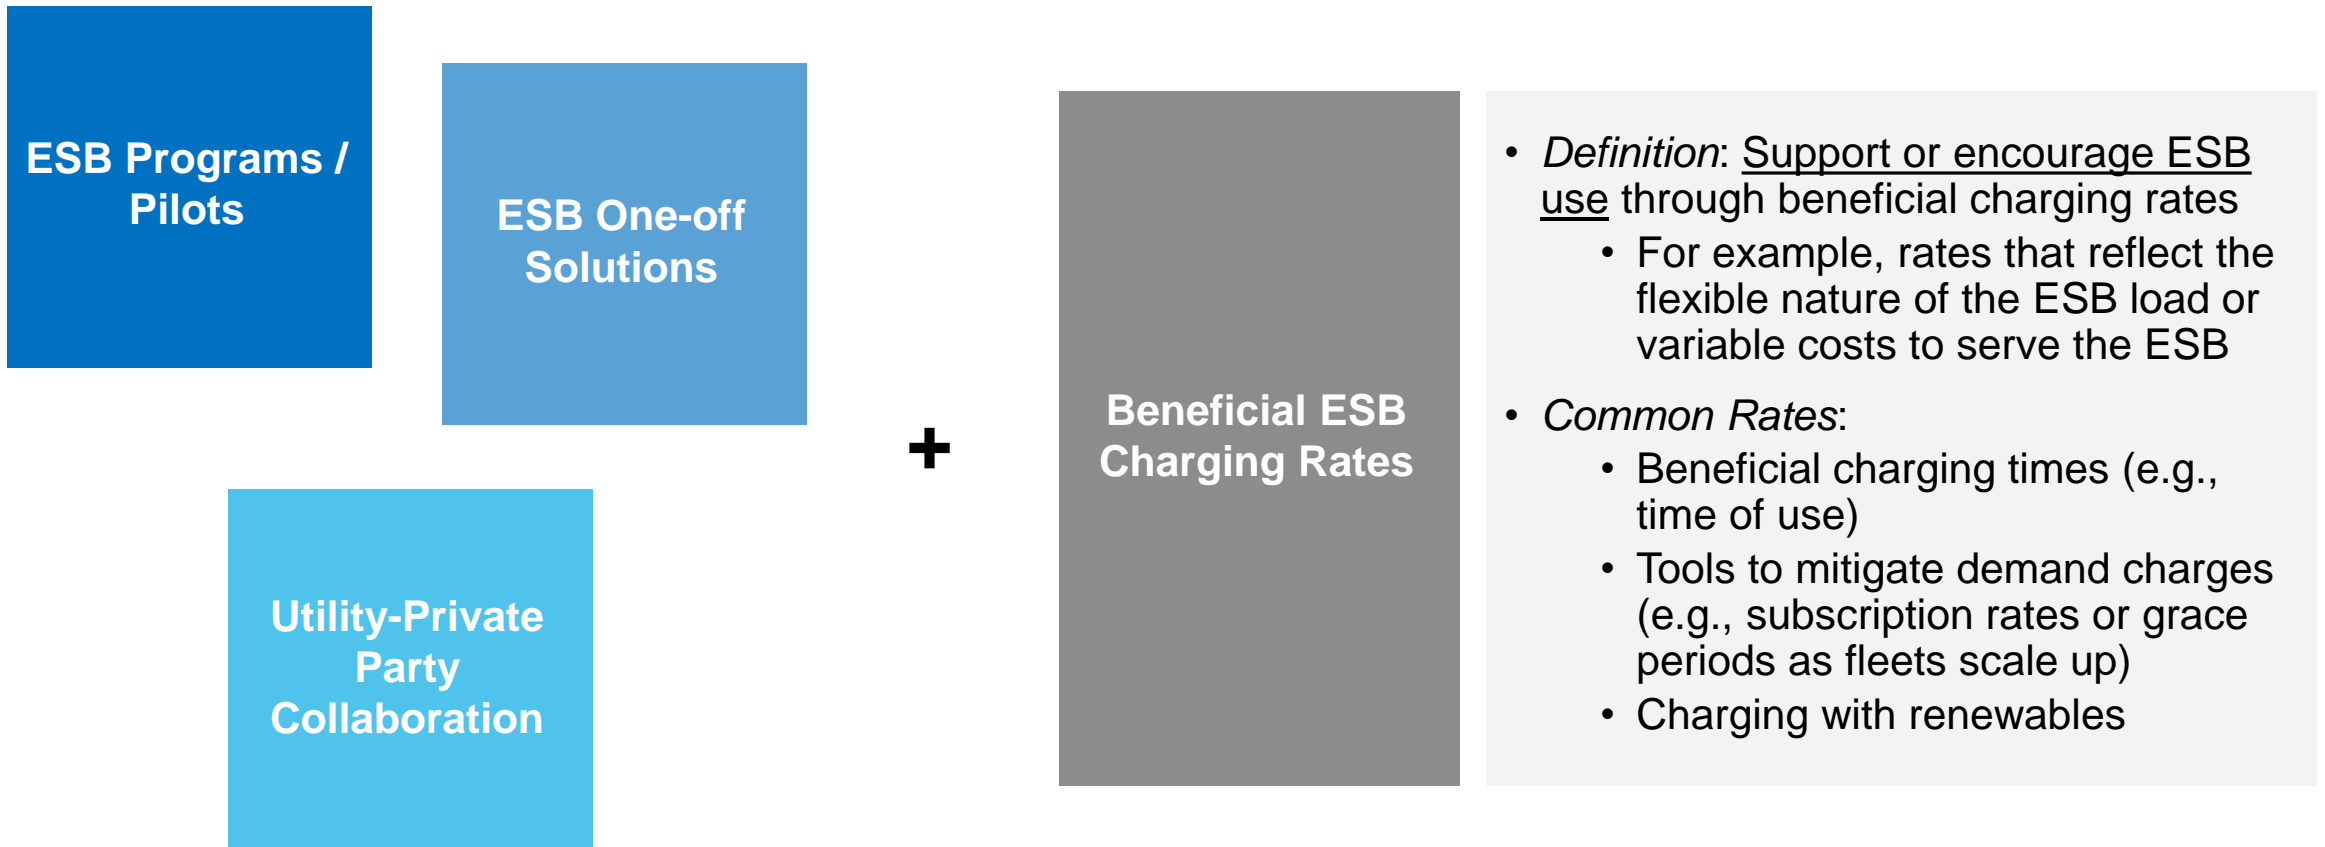 ESB Programs /
Pilots
ESB One-off
Solutions
Utility-Private
Party
Collaboration
+
Beneficial ESB
Charging Rates
• Definition: Support or encourage ESB
use through beneficial charging rates
• For example, rates that reflect the
flexible nature of the ESB load or
variable costs to serve the ESB
• Common Rates:
• Beneficial charging times (e.g.,
time of use)
• Tools to mitigate demand charges
(e.g., subscription rates or grace
periods as fleets scale up)
• Charging with renewables